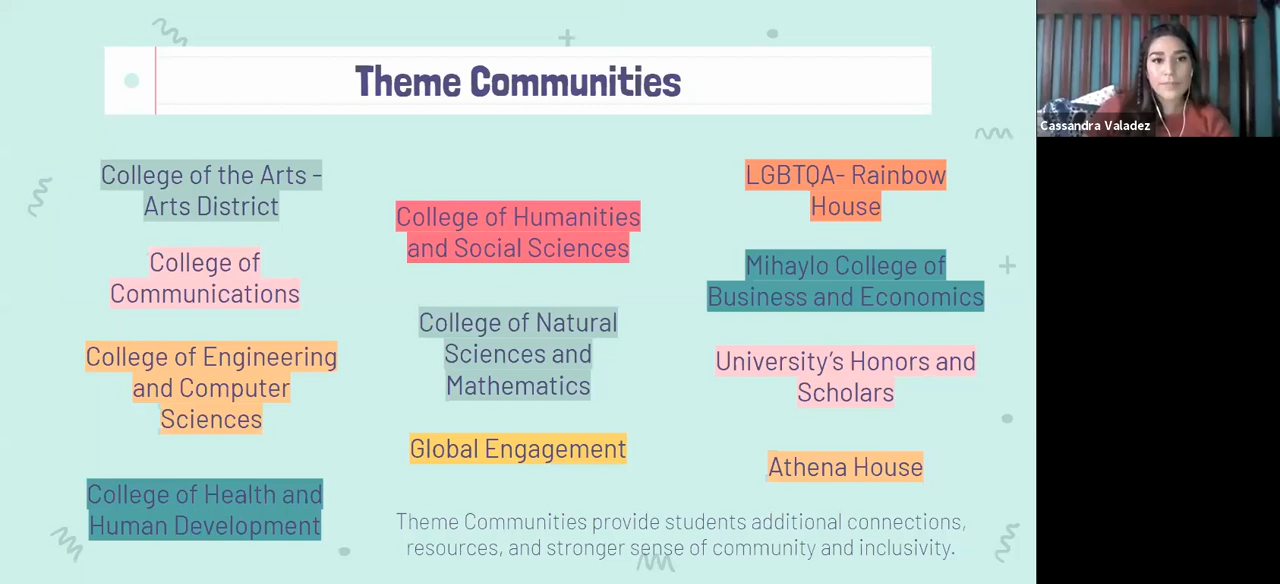 Theme Communities
College of the Arts -
Arts District
College of
Communications
College of Engineering
and Computer
Sciences
College of Health and
Human Development
College of Humanities
and Social Sciences
College of Natural
Sciences and
Mathematics
Global Engagement
LGBTQA- Rainbow
House
Mihaylo College of
Business and Economics
University’s Honors and
Scholars
Athena House
Theme Communities provide students additional connections,
resources, and stronger sense of community and inclusivity.
Cassandra Valadez